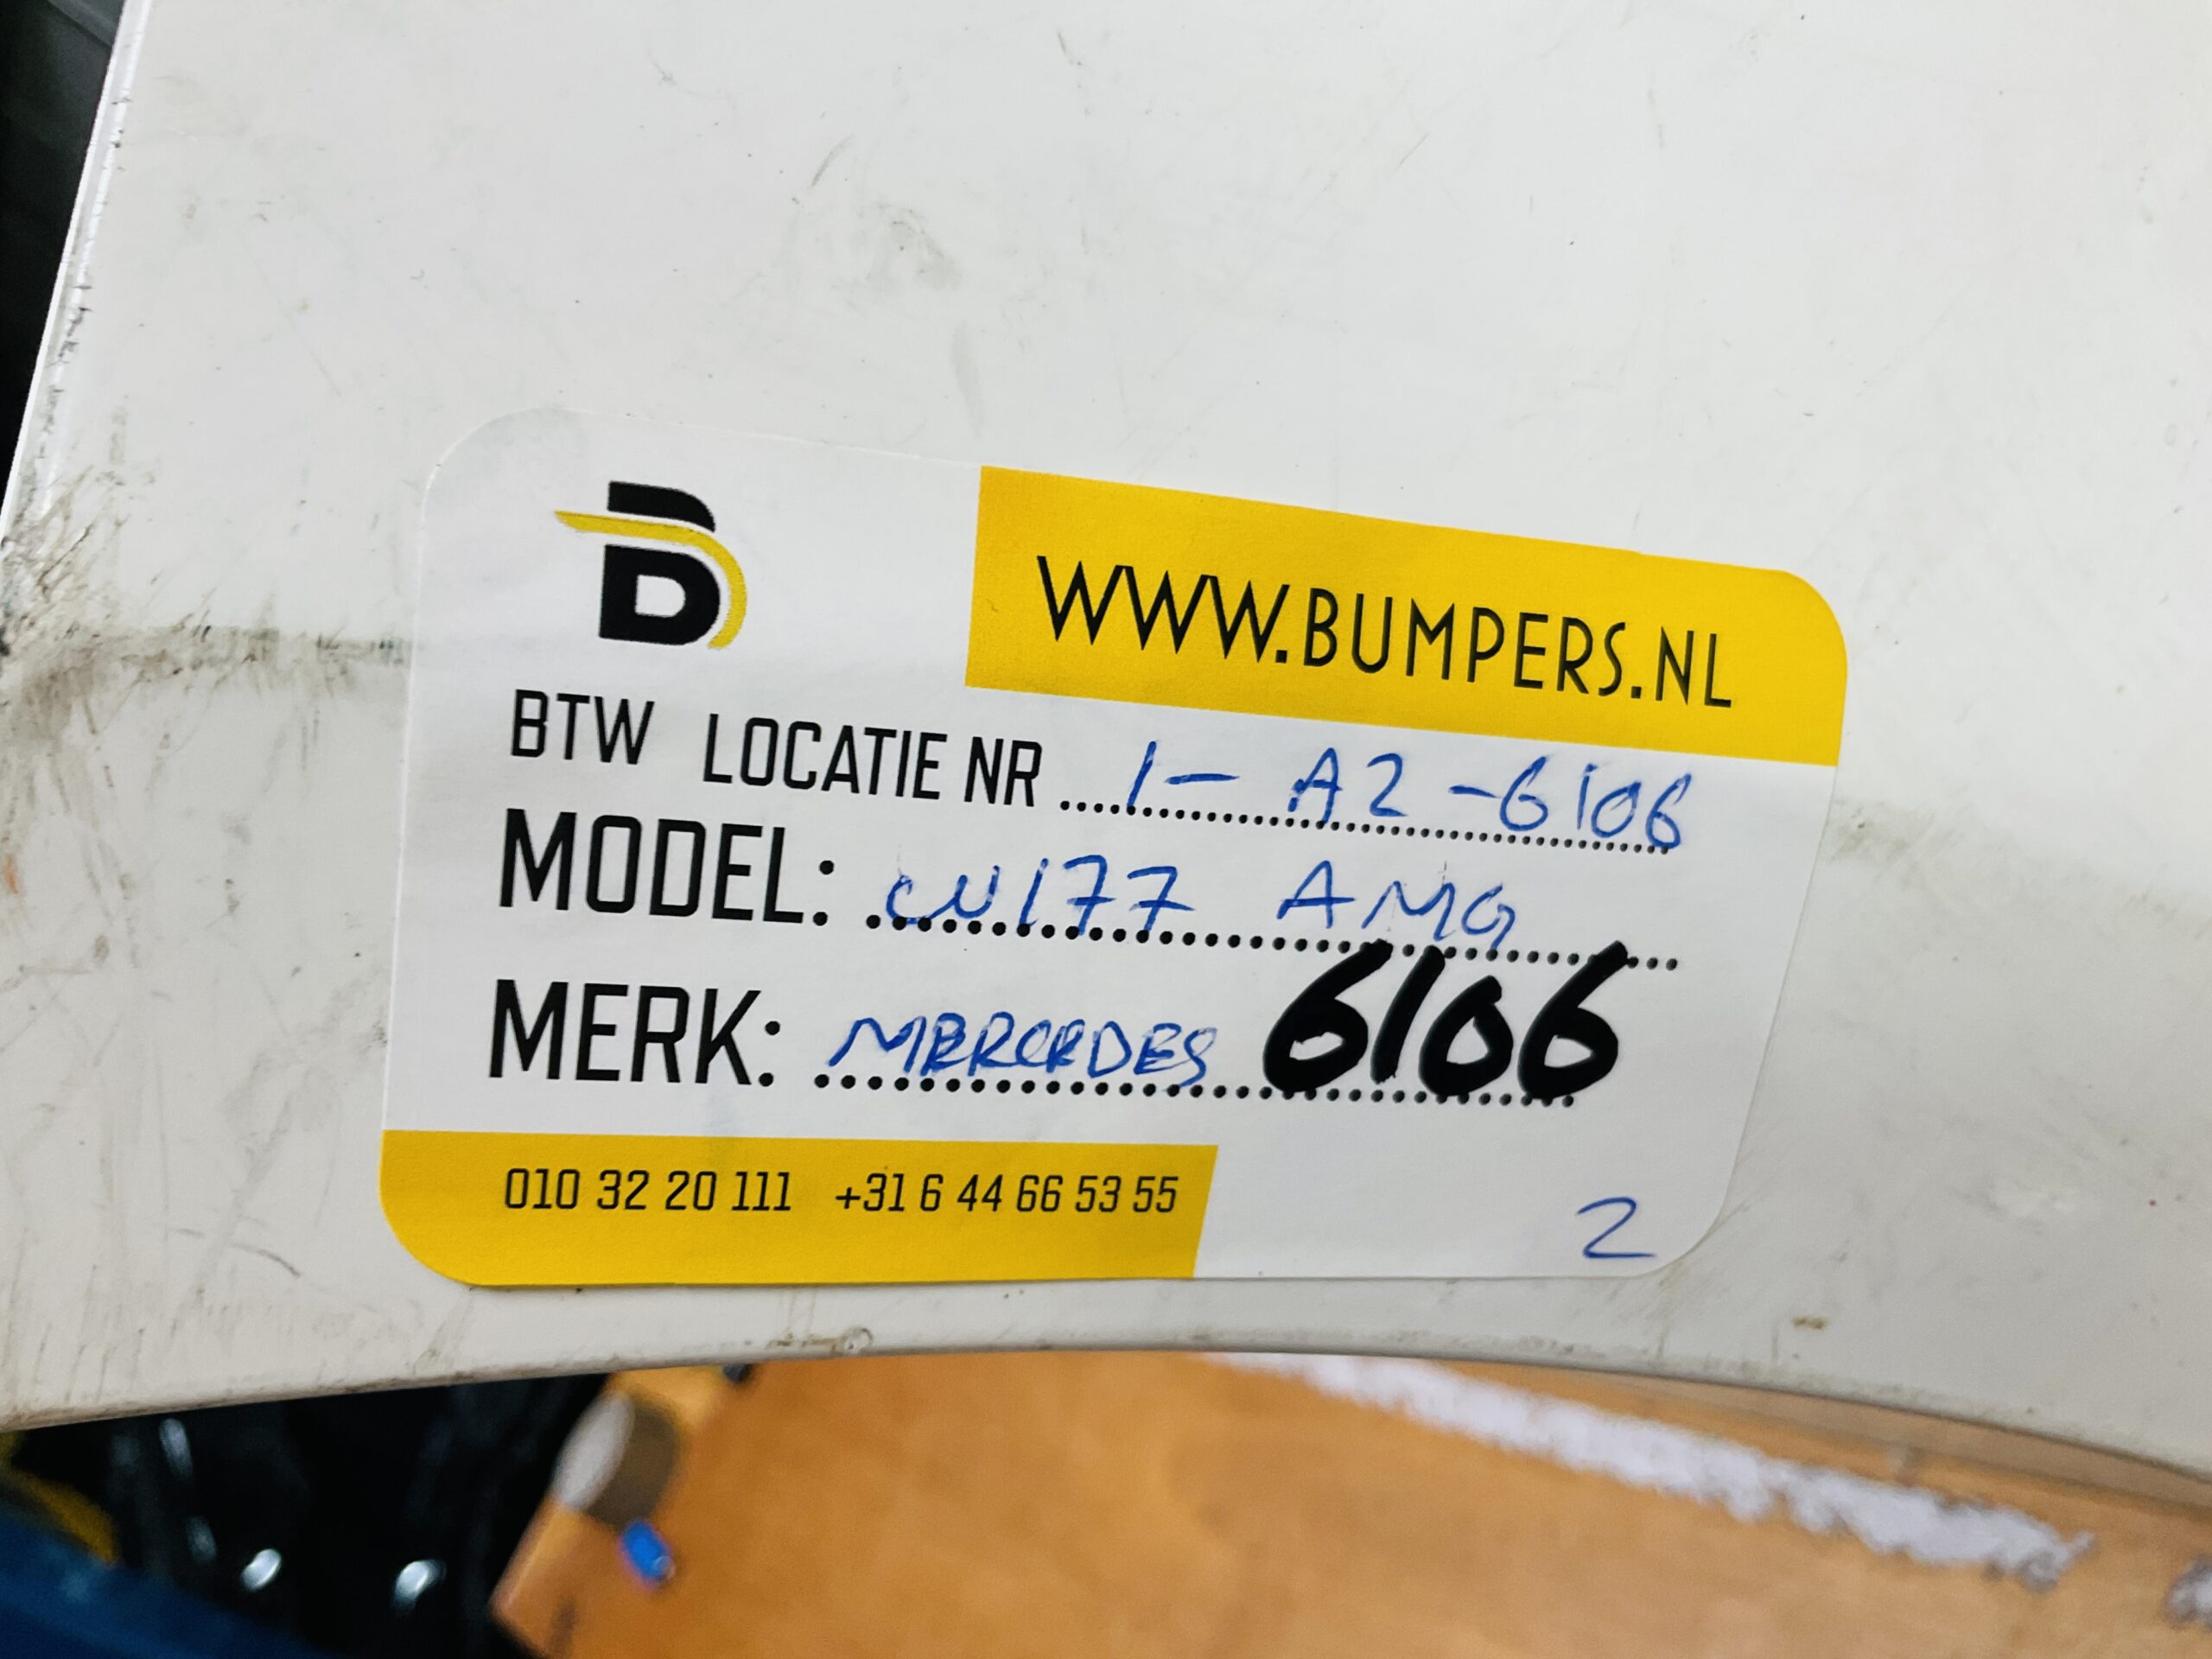 B
WWW.BUMPERS.NL
BTW LOCATIE NR 1 - A2 - 6106
MODEL: W177 AMG
MERK: MERCEDES 6106
010 32 20 111 +31 6 44 66 53 55
2